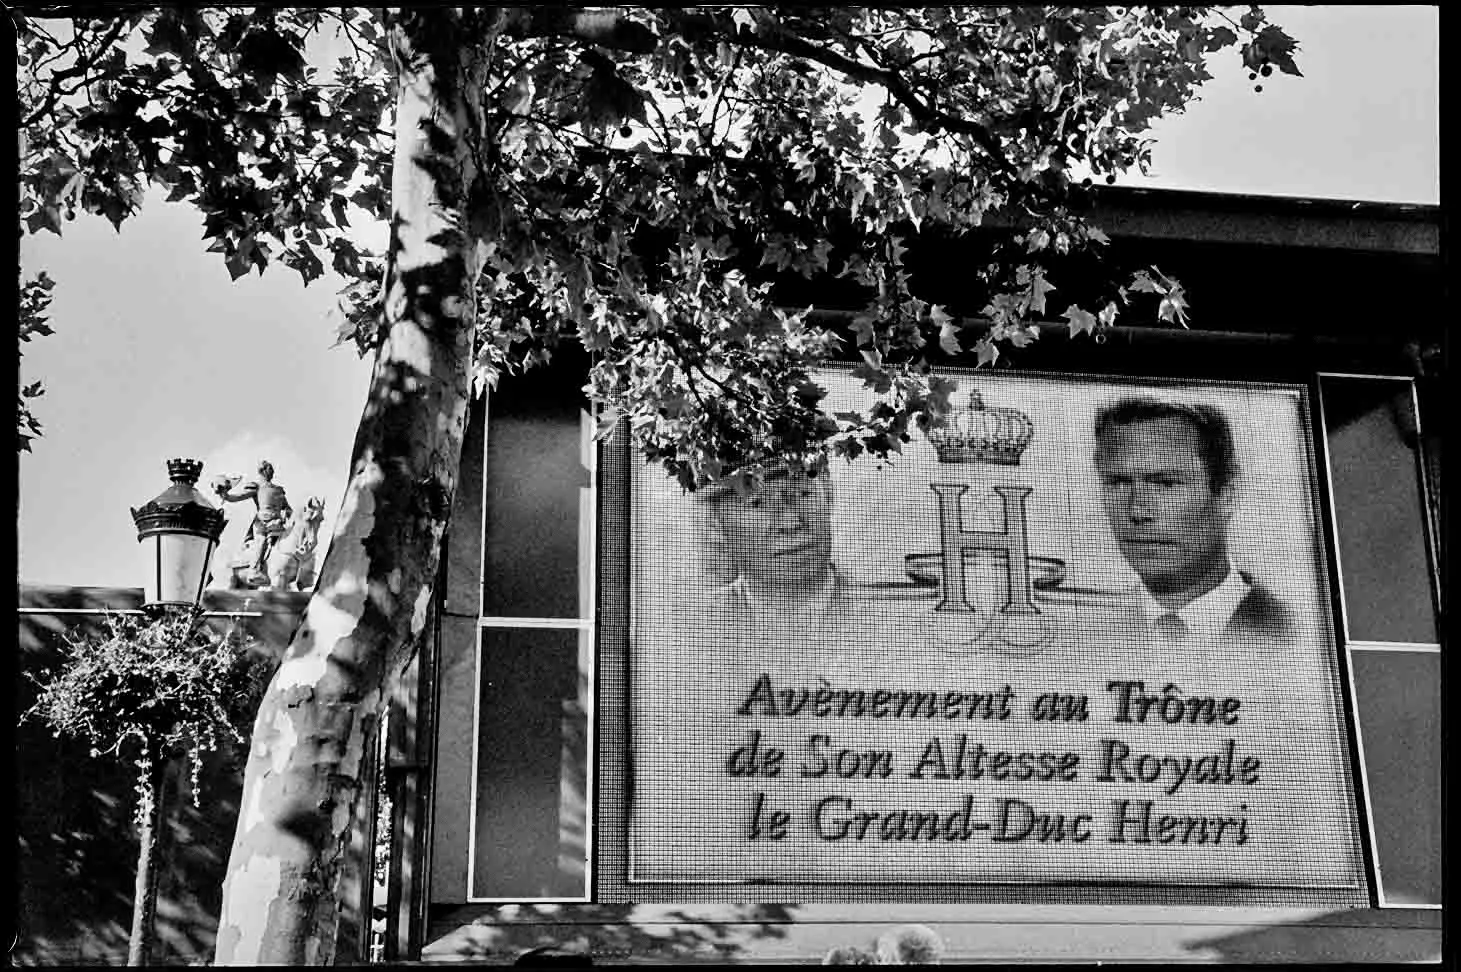 H
Avènement au Trône
de Son Altesse Royale
le Grand-Duc Henri